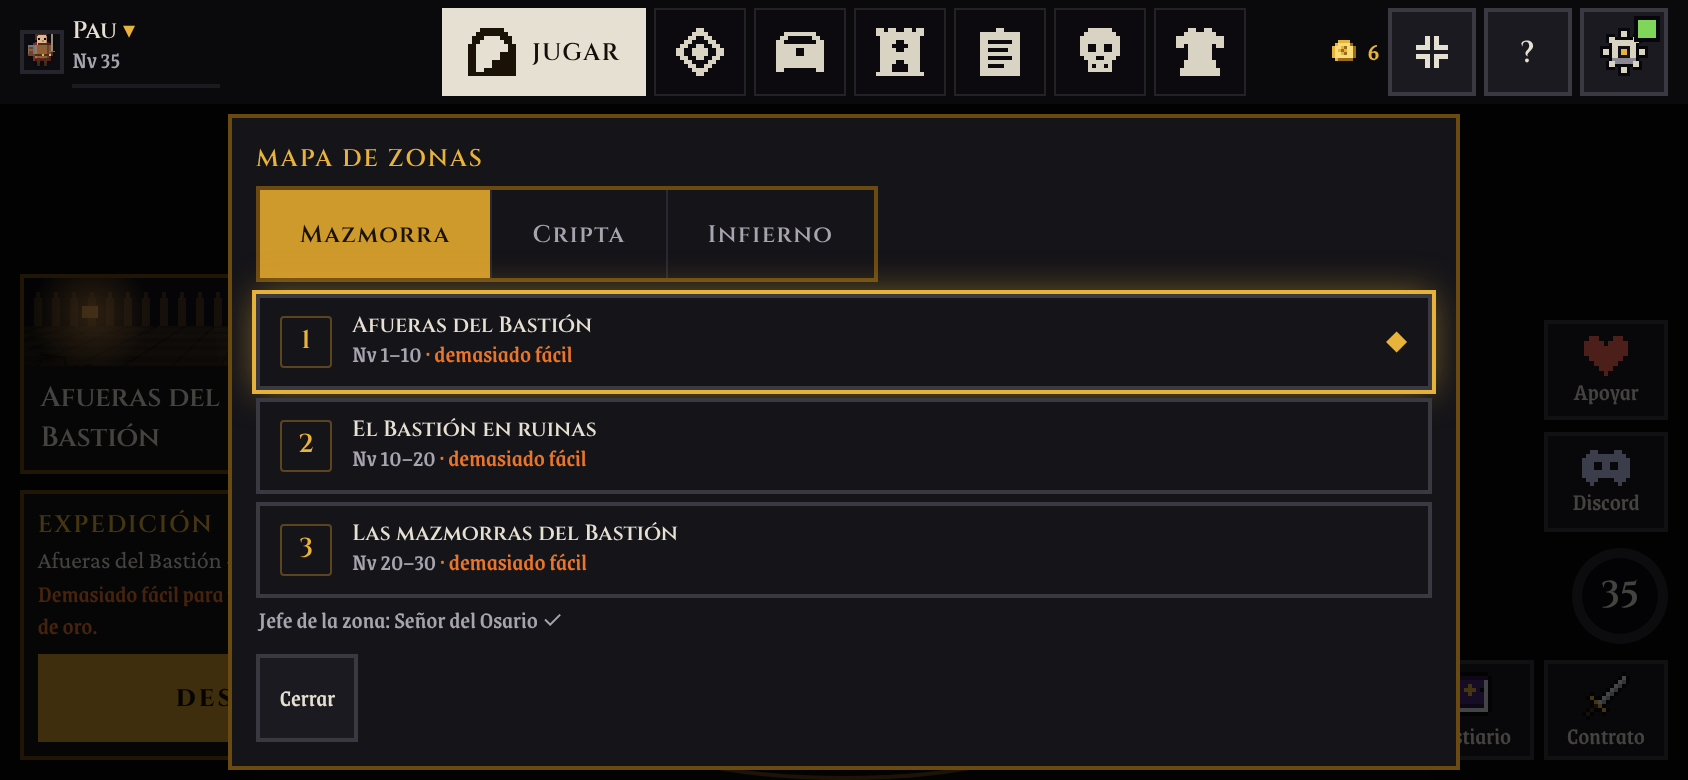 Pau ▼
Nv 35
JUGAR
6
?
MAPA DE ZONAS
Mazmorra
Cripta
Infierno
1
Afueras del Bastión
Nv 1–10 · demasiado fácil
2
El Bastión en ruinas
Nv 10–20 · demasiado fácil
3
Las mazmorras del Bastión
Nv 20–30 · demasiado fácil
Jefe de la zona: Señor del Osario ✓
Cerrar
Afueras del
Bastión
EXPEDICIÓN
Afueras del Bastión
Demasiado fácil para
de oro.
DES
Apoyar
Discord
35
stiario
Contrato